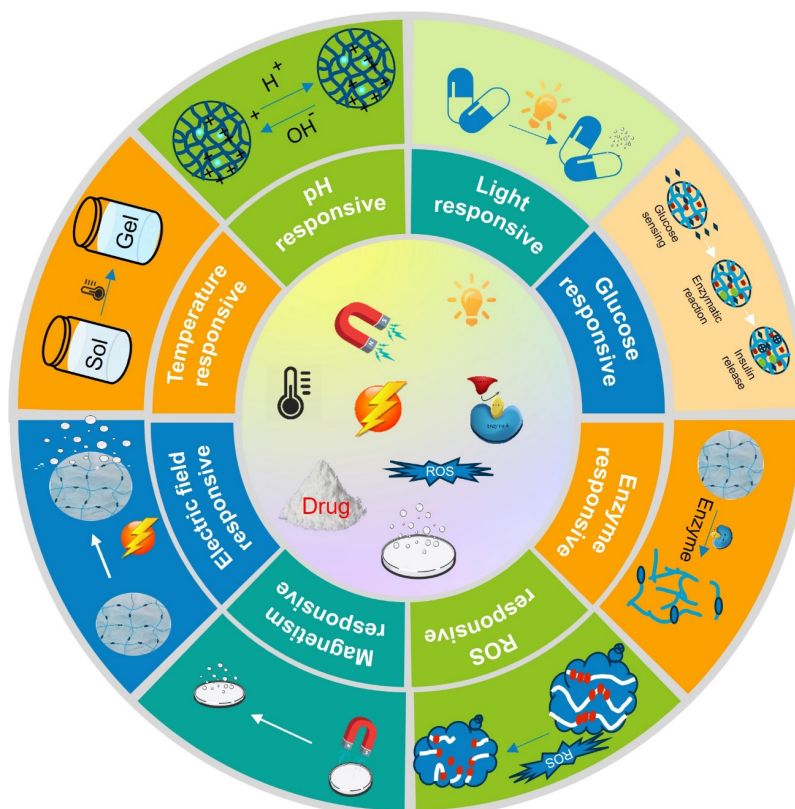 H+
OH-
pH
responsive
Light
responsive
Glucose
sensing
Enzymatic
reaction
Insulin
release
Glucose
responsive
Enzyme
Enzyme
responsive
ROS
ROS
responsive
Magnetism
responsive
Electric field
responsive
Sol
Gel
Temperature
responsive
ROS
Drug